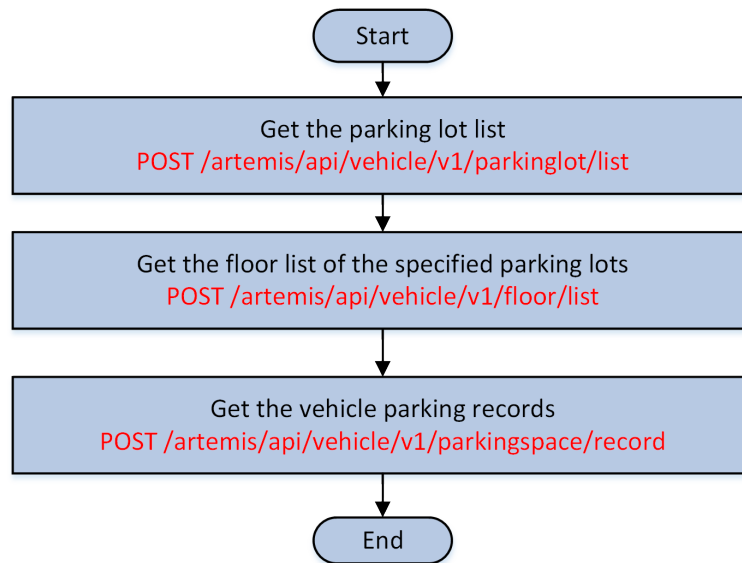 Start
Get the parking lot list
POST /artemis/api/vehicle/v1/parkinglot/list
Get the floor list of the specified parking lots
POST /artemis/api/vehicle/v1/floor/list
Get the vehicle parking records
POST /artemis/api/vehicle/v1/parkingspace/record
End